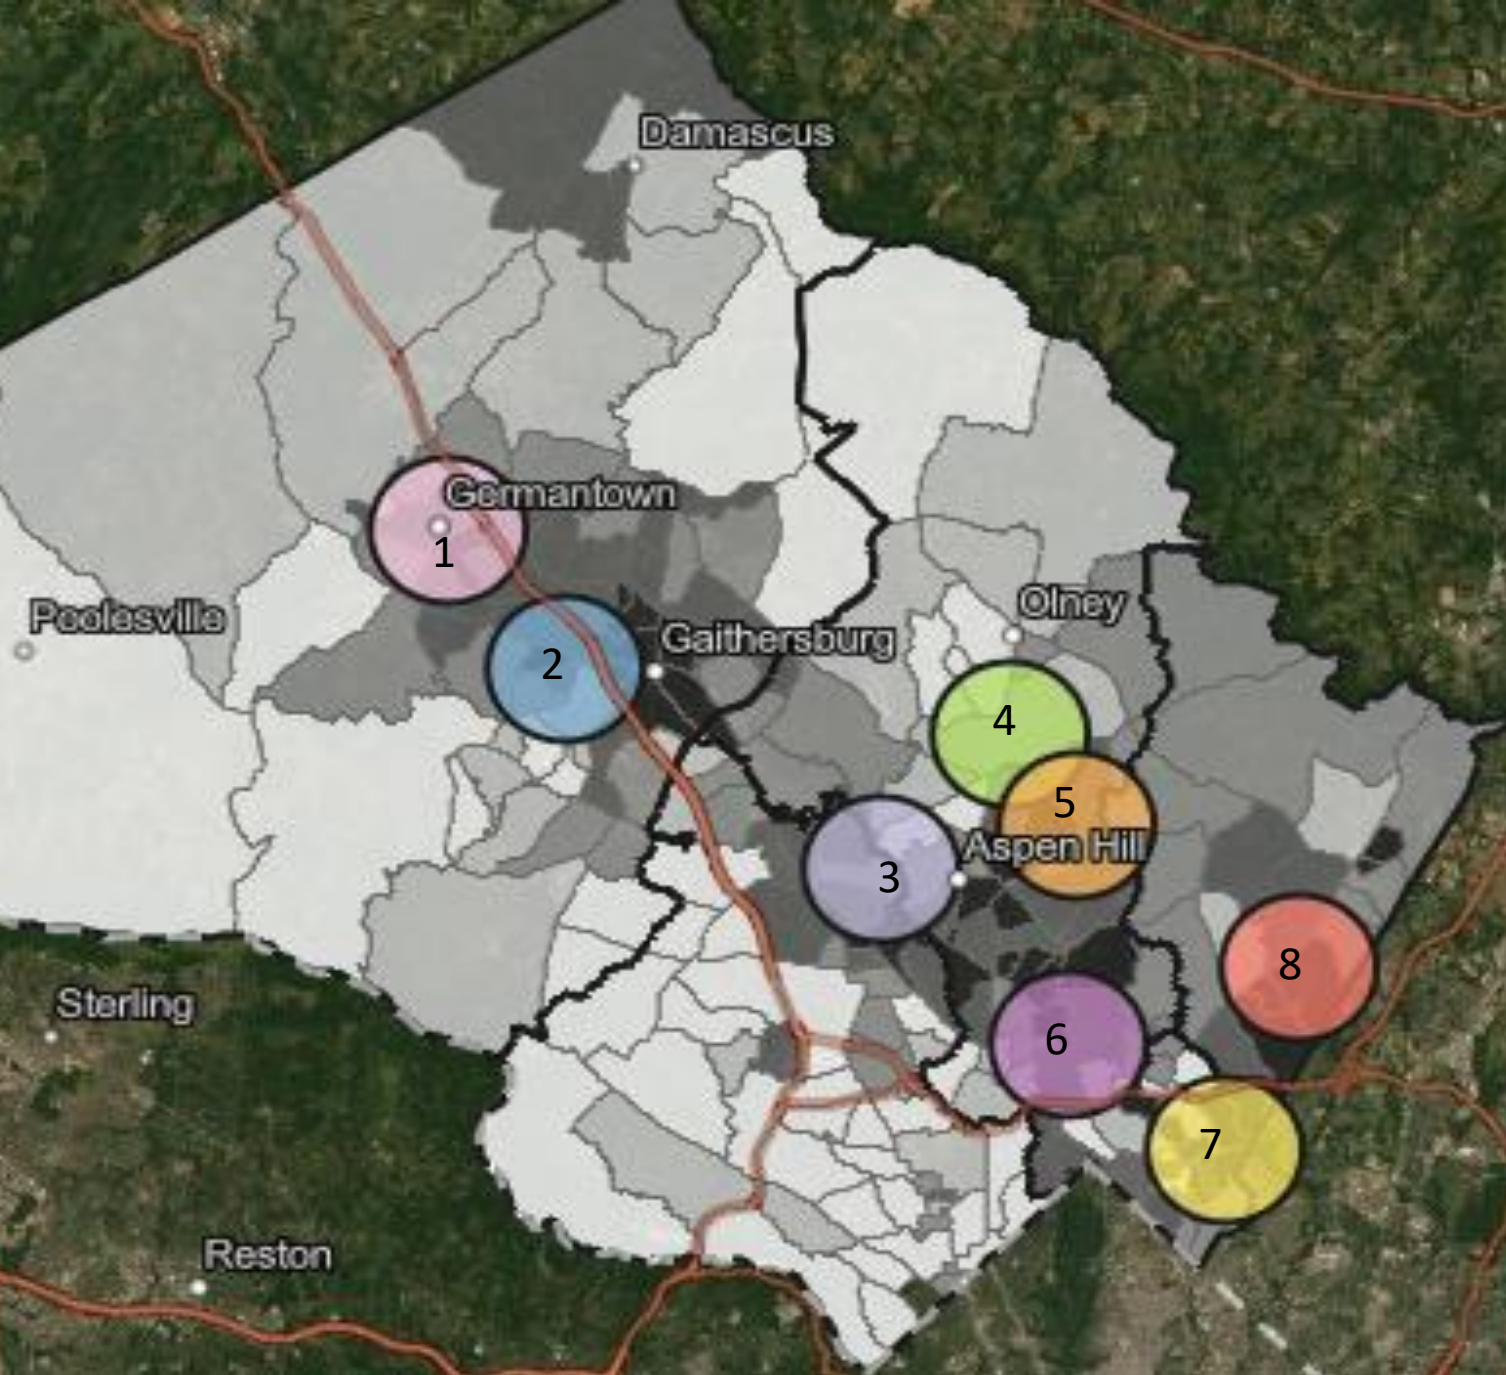 Damascus
Germantown
1
Poolesville
Olney
2
Gaithersburg
4
5
Aspen Hill
3
8
Sterling
6
7
Reston